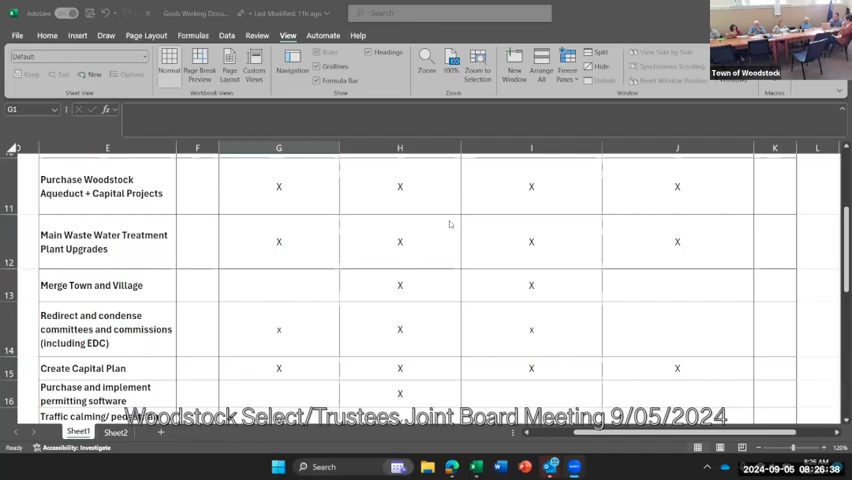 AutoSave On Goals Working Docu... • Last Modified: 11h ago Search
File Home Insert Draw Page Layout Formulas Data Review View Automate Help
Default
Keep Exit New Options
Sheet View
Normal Page Break Preview Page Layout Custom Views
Workbook Views
Ruler Headings
Gridlines
Formula Bar
Navigation
Show
Zoom 100% Zoom to Selection
Zoom
New Window Arrange All Freeze Panes
Split
Hide
Unhide
View Side by Side
Synchronous Scrolling
Reset Window Position
Window
Macros
Town of Woodstock
G1 fx
D E F G H I J K L
11 Purchase Woodstock Aqueduct + Capital Projects X X X X
12 Main Waste Water Treatment Plant Upgrades X X X X
13 Merge Town and Village X X
14 Redirect and condense committees and commissions (including EDC) x X x
15 Create Capital Plan X X X X
16 Purchase and implement permitting software X
Traffic calming/
Woodstock Select/Trustees Joint Board Meeting 9/05/2024
Sheet1 Sheet2 +
Ready Accessibility: Investigate 120%
Search
2024-09-05 08:26:38